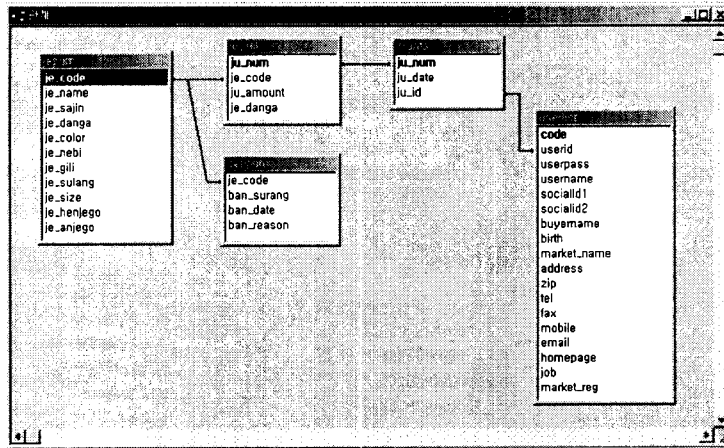 je_code
je_name
je_sajin
je_danga
je_color
je_nebi
je_gili
je_sulang
je_size
je_henjego
je_anjego
ju_num
je_code
ju_amount
je_danga
je_code
ban_surang
ban_date
ban_reason
ju_num
ju_date
ju_id
code
userid
userpass
username
socialId1
socialid2
buyername
birth
market_name
address
zip
tel
fax
mobile
email
homepage
job
market_reg